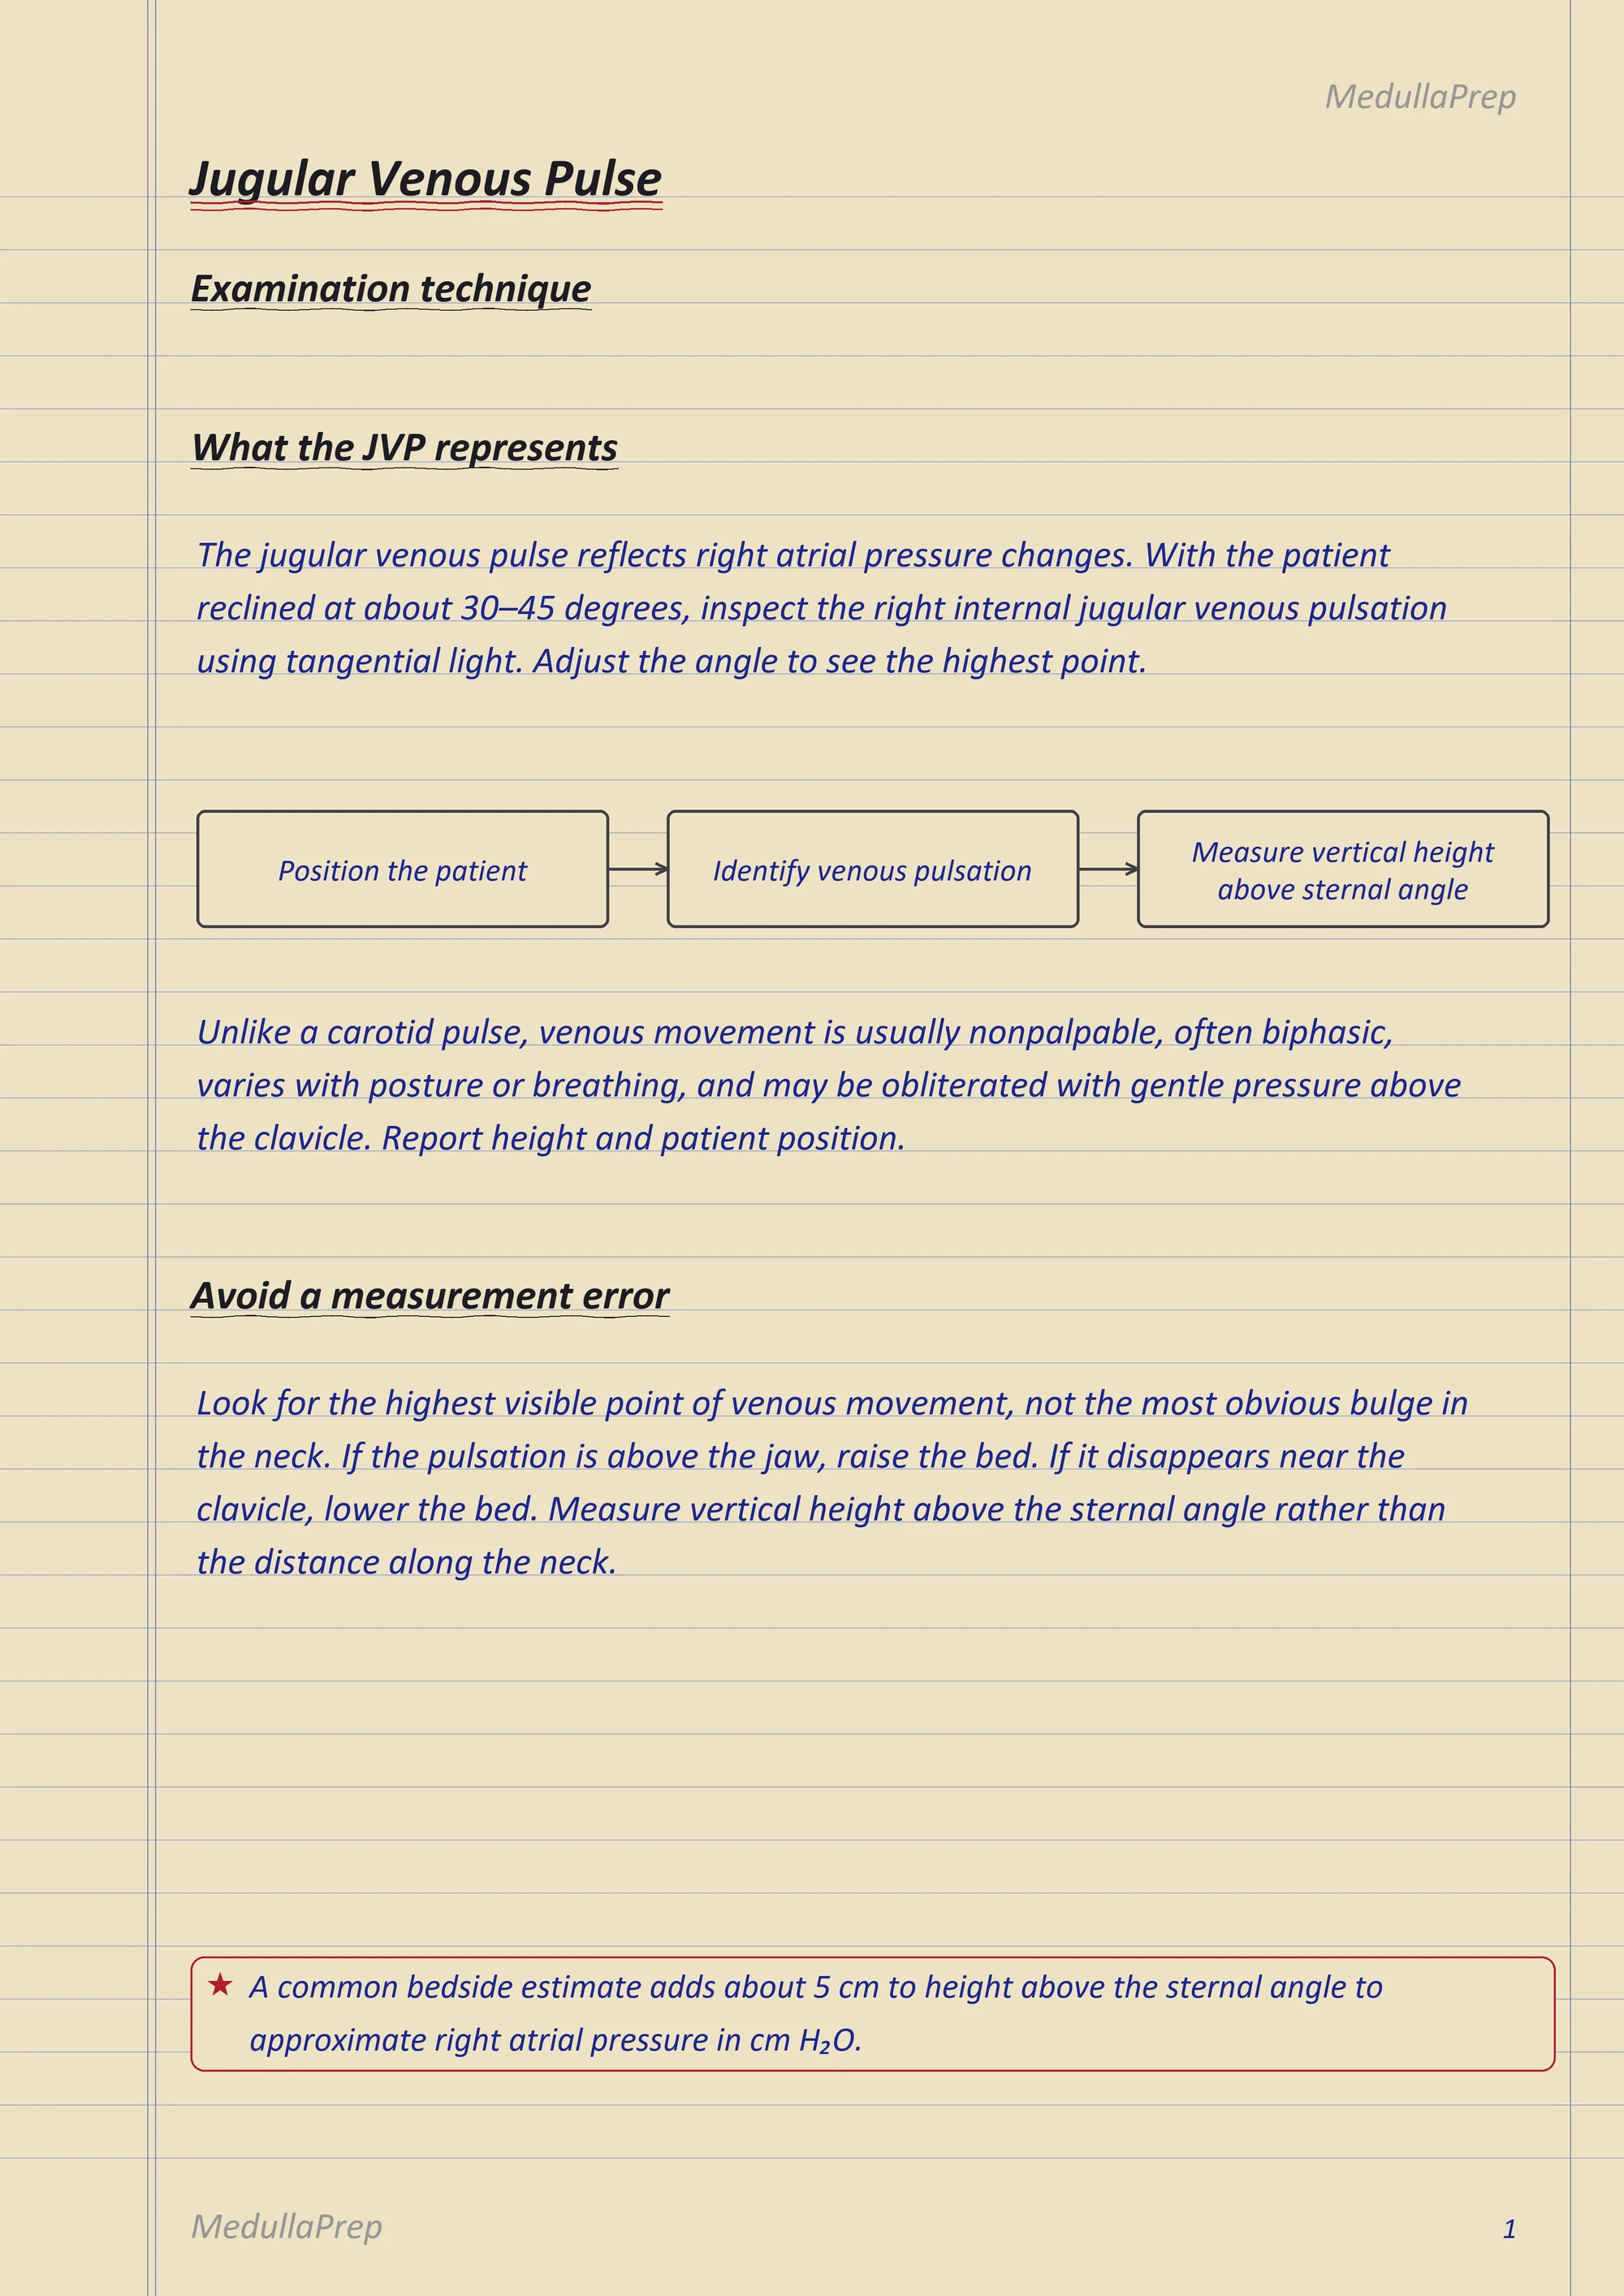 MedullaPrep
Jugular Venous Pulse
Examination technique
What the JVP represents
The jugular venous pulse reflects right atrial pressure changes. With the patient
reclined at about 30–45 degrees, inspect the right internal jugular venous pulsation
using tangential light. Adjust the angle to see the highest point.
Position the patient
Identify venous pulsation
Measure vertical height
above sternal angle
Unlike a carotid pulse, venous movement is usually nonpalpable, often biphasic,
varies with posture or breathing, and may be obliterated with gentle pressure above
the clavicle. Report height and patient position.
Avoid a measurement error
Look for the highest visible point of venous movement, not the most obvious bulge in
the neck. If the pulsation is above the jaw, raise the bed. If it disappears near the
clavicle, lower the bed. Measure vertical height above the sternal angle rather than
the distance along the neck.
★ A common bedside estimate adds about 5 cm to height above the sternal angle to
approximate right atrial pressure in cm H₂O.
MedullaPrep
1